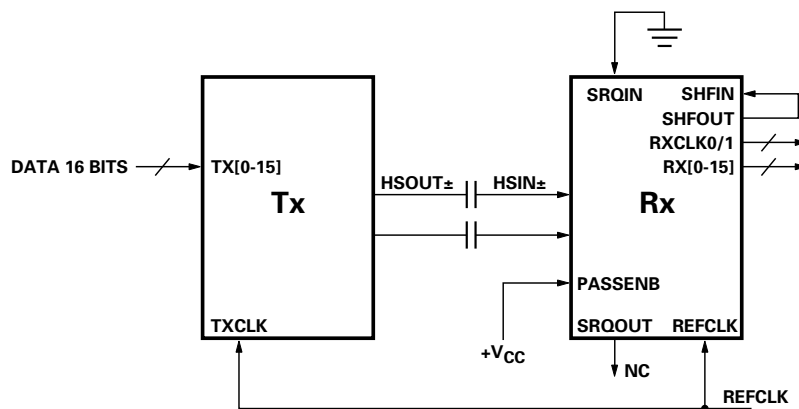 SRQIN
SHFIN
SHFOUT
RXCLK0/1
DATA 16 BITS
TX[0-15]
RX[0-15]
HSOUT±
HSIN±
Tx
Rx
PASSENB
TXCLK
SRQOUT
REFCLK
+VCC
NC
REFCLK